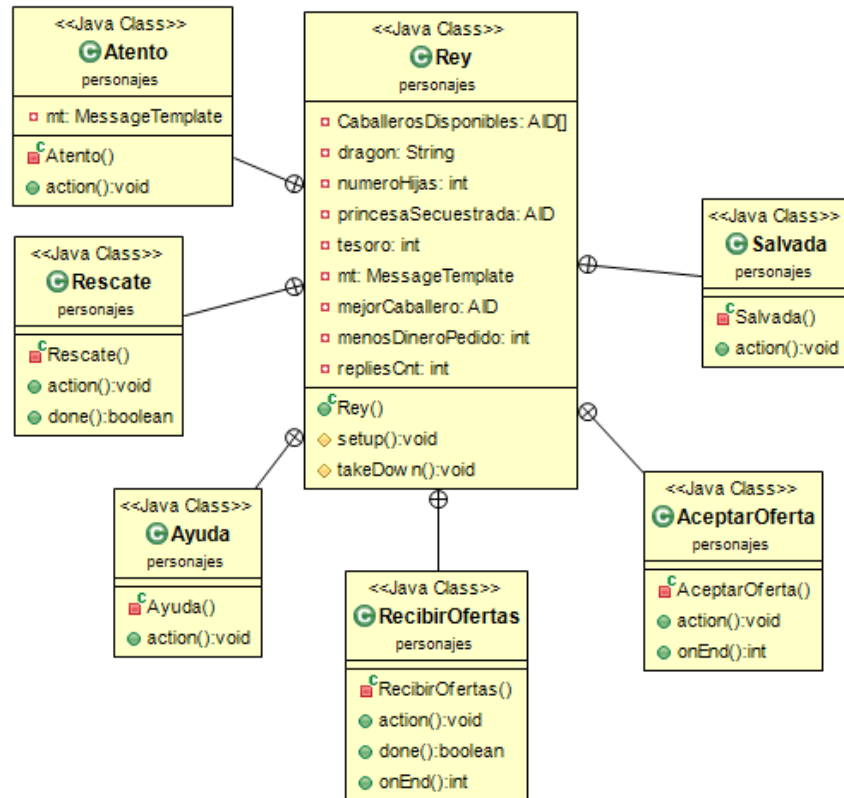 <<Java Class>>
Atento
personajes
mt: MessageTemplate
Atento()
action():void
<<Java Class>>
Rey
personajes
CaballerosDisponibles: AID[]
dragon: String
numeroHijas: int
princesaSecuestrada: AID
tesoro: int
mt: MessageTemplate
mejorCaballero: AID
menosDineroPedido: int
repliesCnt: int
Rey()
setup():void
takeDown():void
<<Java Class>>
Salvada
personajes
Salvada()
action():void
<<Java Class>>
Rescate
personajes
Rescate()
action():void
done():boolean
<<Java Class>>
Ayuda
personajes
Ayuda()
action():void
<<Java Class>>
RecibirOfertas
personajes
RecibirOfertas()
action():void
done():boolean
onEnd():int
<<Java Class>>
AceptarOferta
personajes
AceptarOferta()
action():void
onEnd():int